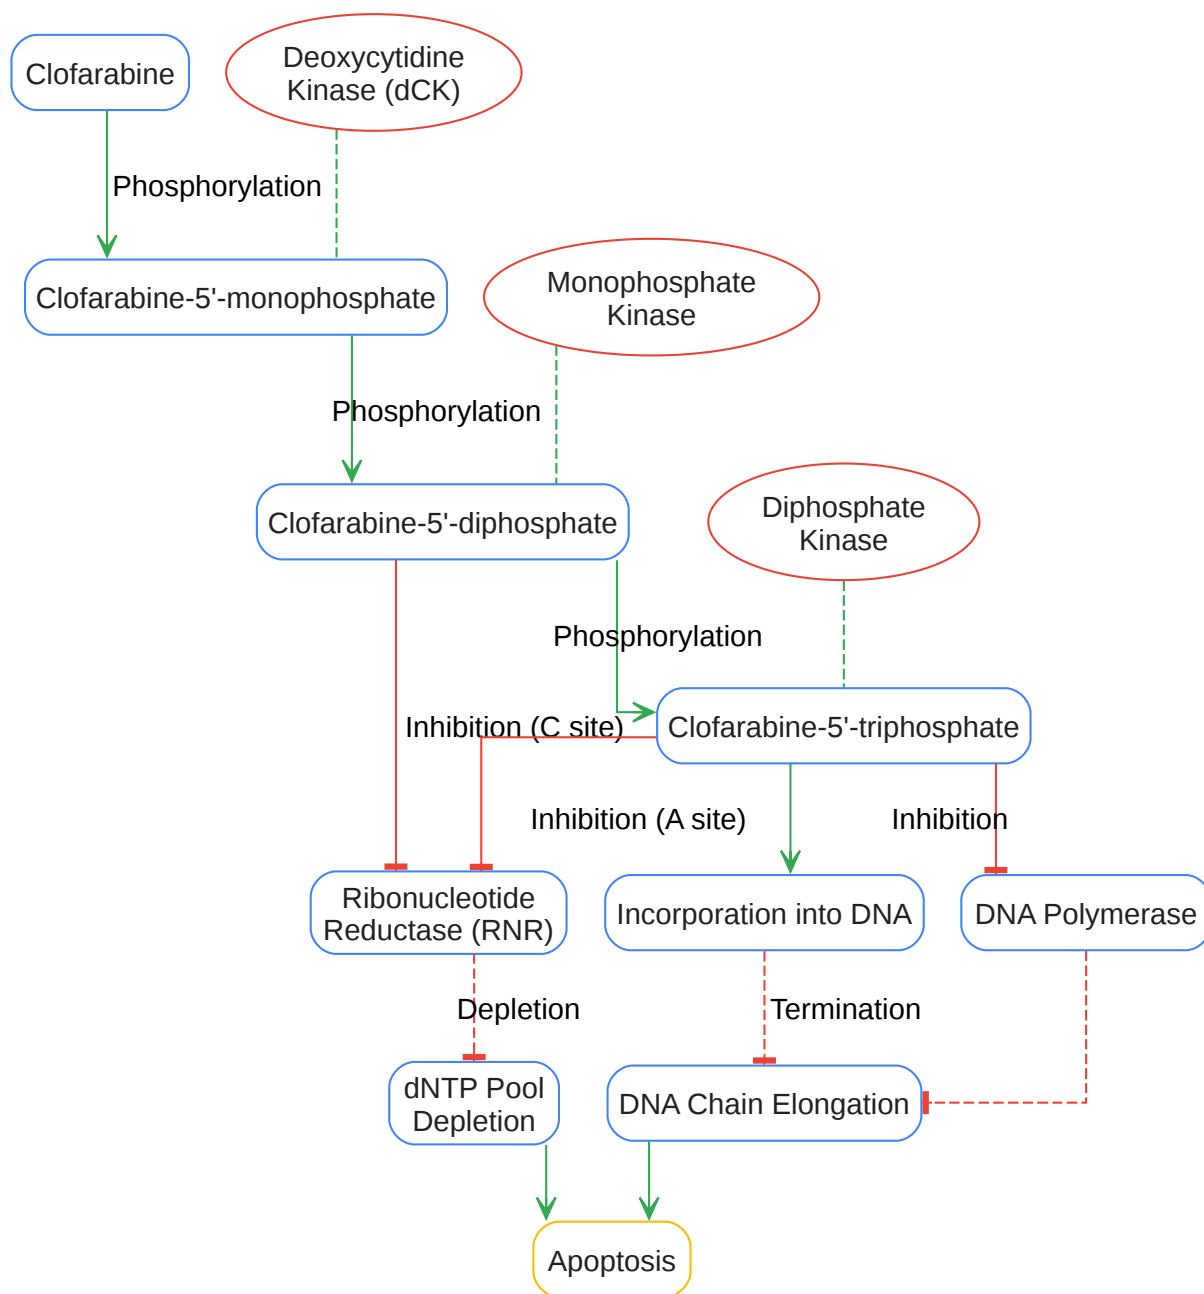 Clofarabine
Deoxycytidine
Kinase (dCK)
Phosphorylation
Clofarabine-5'-monophosphate
Monophosphate
Kinase
Phosphorylation
Clofarabine-5'-diphosphate
Diphosphate
Kinase
Phosphorylation
Clofarabine-5'-triphosphate
Inhibition (C site)
Inhibition (A site)
Inhibition
Ribonucleotide
Reductase (RNR)
Incorporation into DNA
DNA Polymerase
Depletion
Termination
dNTP Pool
Depletion
DNA Chain Elongation
Apoptosis